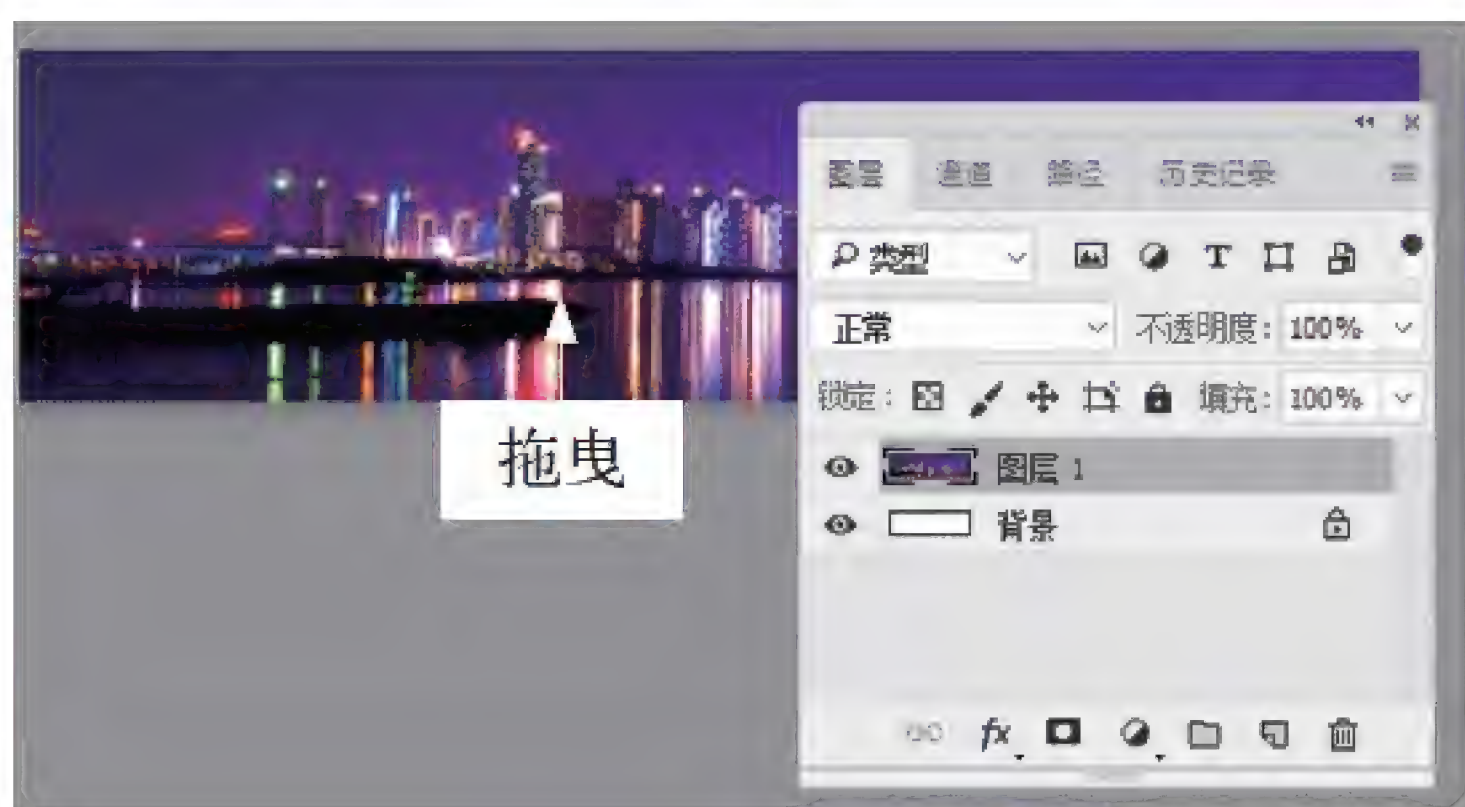 图层 通道 路径 历史记录
类型 T
正常 不透明度: 100%
锁定: 填充: 100%
拖曳
图层 1
背景
fx